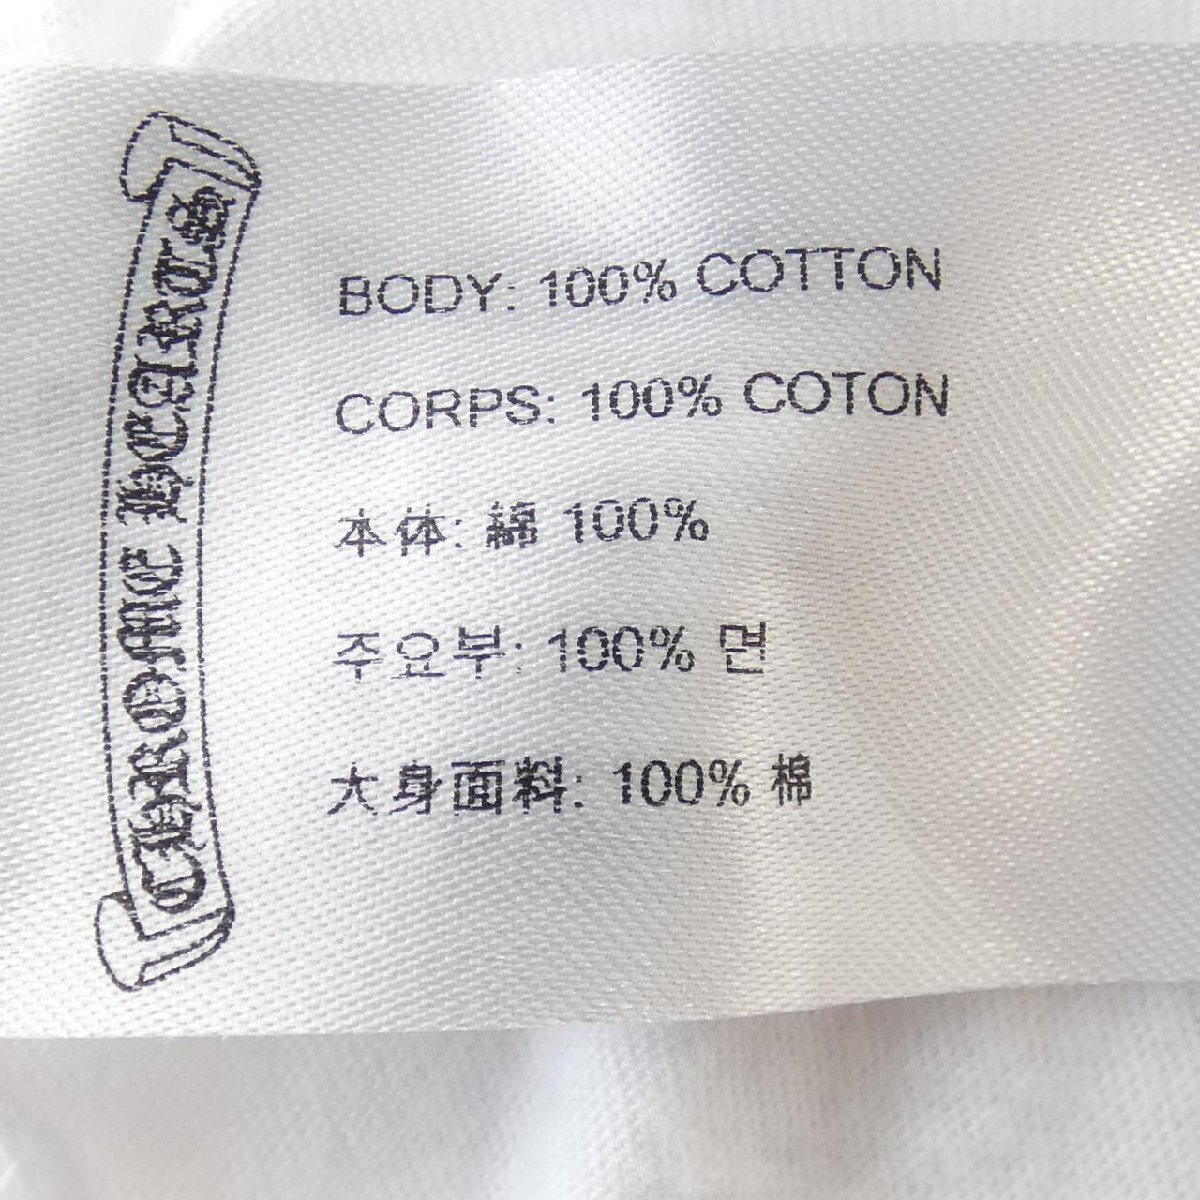 CHROME HEARTS
BODY: 100% COTTON
CORPS: 100% COTON
本体: 綿 100%
주요부: 100% 면
大身面料: 100% 棉